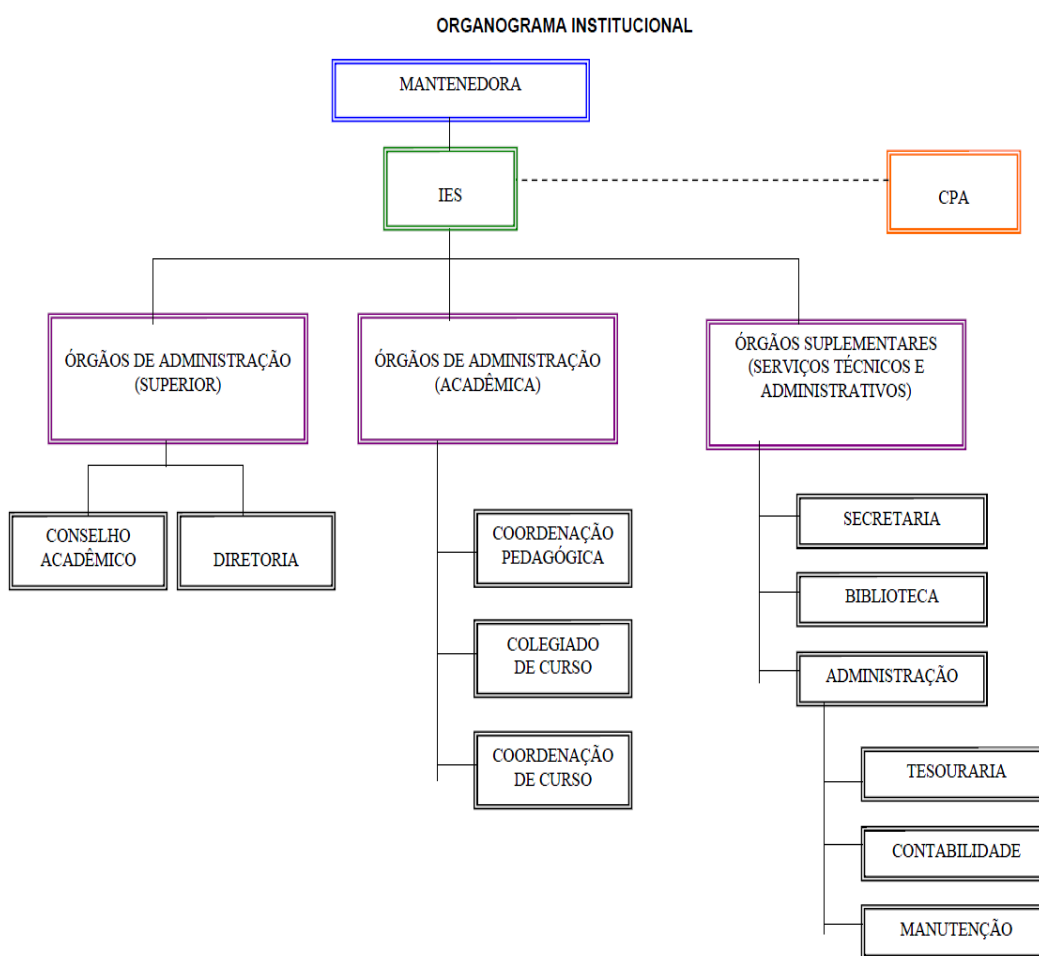 ORGANOGRAMA INSTITUCIONAL
MANTENEDORA
IES
CPA
ÓRGÃOS DE ADMINISTRAÇÃO
(SUPERIOR)
ÓRGÃOS DE ADMINISTRAÇÃO
(ACADÊMICA)
ÓRGÃOS SUPLEMENTARES
(SERVIÇOS TÉCNICOS E
ADMINISTRATIVOS)
CONSELHO
ACADÊMICO
DIRETORIA
COORDENAÇÃO
PEDAGÓGICA
COLEGIADO
DE CURSO
COORDENAÇÃO
DE CURSO
SECRETARIA
BIBLIOTECA
ADMINISTRAÇÃO
TESOURARIA
CONTABILIDADE
MANUTENÇÃO